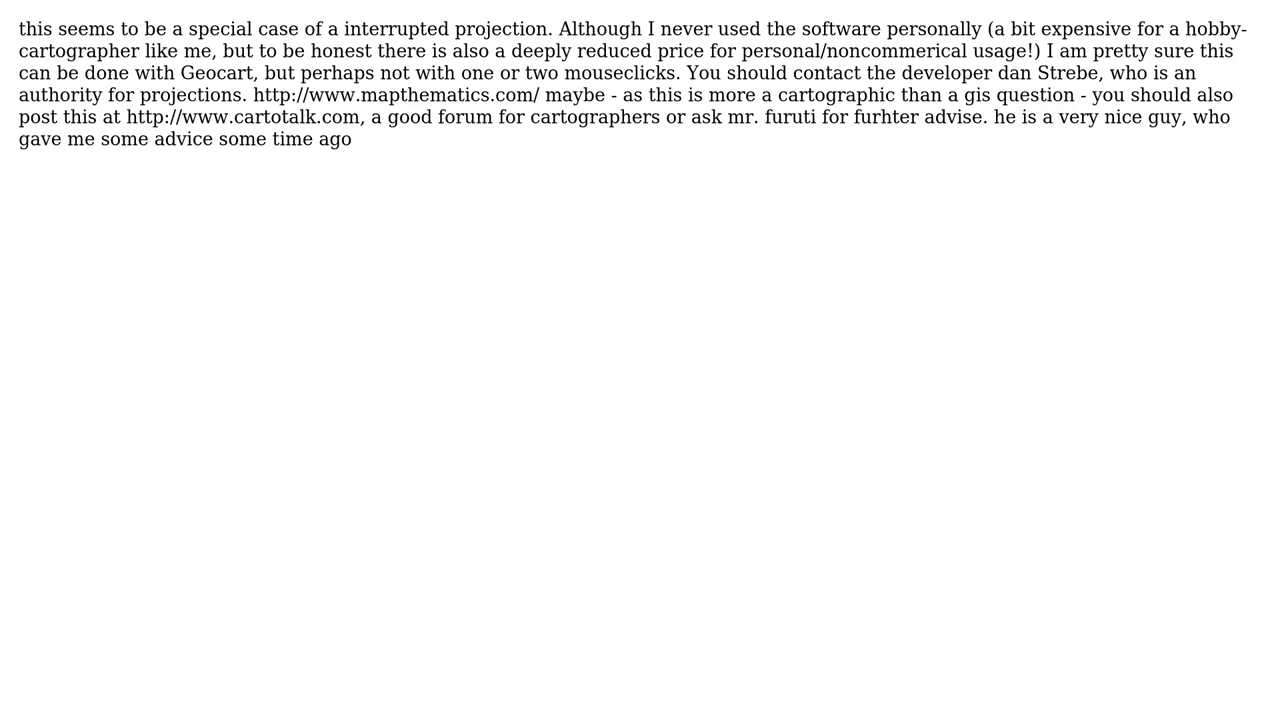 this seems to be a special case of a interrupted projection. Although I never used the software personally (a bit expensive for a hobby-
cartographer like me, but to be honest there is also a deeply reduced price for personal/noncommerical usage!) I am pretty sure this
can be done with Geocart, but perhaps not with one or two mouseclicks. You should contact the developer dan Strebe, who is an
authority for projections. http://www.mapthematics.com/ maybe - as this is more a cartographic than a gis question - you should also
post this at http://www.cartotalk.com, a good forum for cartographers or ask mr. furuti for furhter advise. he is a very nice guy, who
gave me some advice some time ago